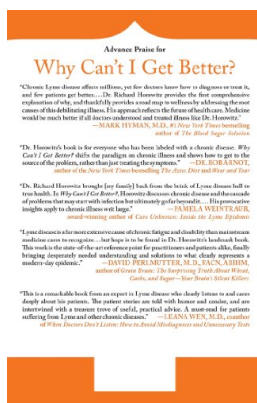 Advance Praise for
Why Can't I Get Better?
"Chronic Lyme disease affects millions, yet few doctors know how to diagnose or treat it,
and few patients get better.... Dr. Richard Horowitz provides the first comprehensive
explanation of why, and thankfully provides a road map to wellness by addressing the root
causes of this debilitating illness. His approach reflects the future of health care. Medicine
would be much better if all doctors understood and treated illness like Dr. Horowitz."
—MARK HYMAN, M.D., #1 New York Times bestselling
author of The Blood Sugar Solution
"Dr. Horowitz's book is for everyone who has been labeled with a chronic disease. Why
Can't I Get Better? shifts the paradigm on chronic illness and shows how to get to the
source of the problem, rather than just treating the symptoms." —DR. BOB ARNOT,
author of the New York Times bestsellers The Aztec Diet and Wear and Tear
"Dr. Richard Horowitz brought [my family] back from the brink of Lyme disease hell to
true health. In Why Can't I Get Better?, Horowitz discusses chronic disease and the cascade
of problems that may start with infection but ultimately go far beyond.... His provocative
insights apply to chronic illness writ large." —PAMELA WEINTRAUB,
award-winning author of Cure Unknown: Inside the Lyme Epidemic
"Lyme disease is a far more extensive cause of chronic fatigue and disability than mainstream
medicine cares to recognize... but hope is to be found in Dr. Horowitz's landmark book.
This work is the state-of-the-art reference point for practitioners and patients alike, finally
bringing desperately needed understanding and solutions to what clearly represents a
modern-day epidemic." —DAVID PERLMUTTER, M.D., FACN, ABIHM,
author of Grain Brain: The Surprising Truth About Wheat,
Carbs, and Sugar—Your Brain's Silent Killers
"This is a remarkable book from an expert in Lyme disease who clearly listens to and cares
deeply about his patients. The patient stories are told with humor and candor, and are
intertwined with a treasure trove of useful, practical advice. A must-read for patients
suffering from Lyme and other chronic diseases." —LEANA WEN, M.D., coauthor
of When Doctors Don't Listen: How to Avoid Misdiagnoses and Unnecessary Tests